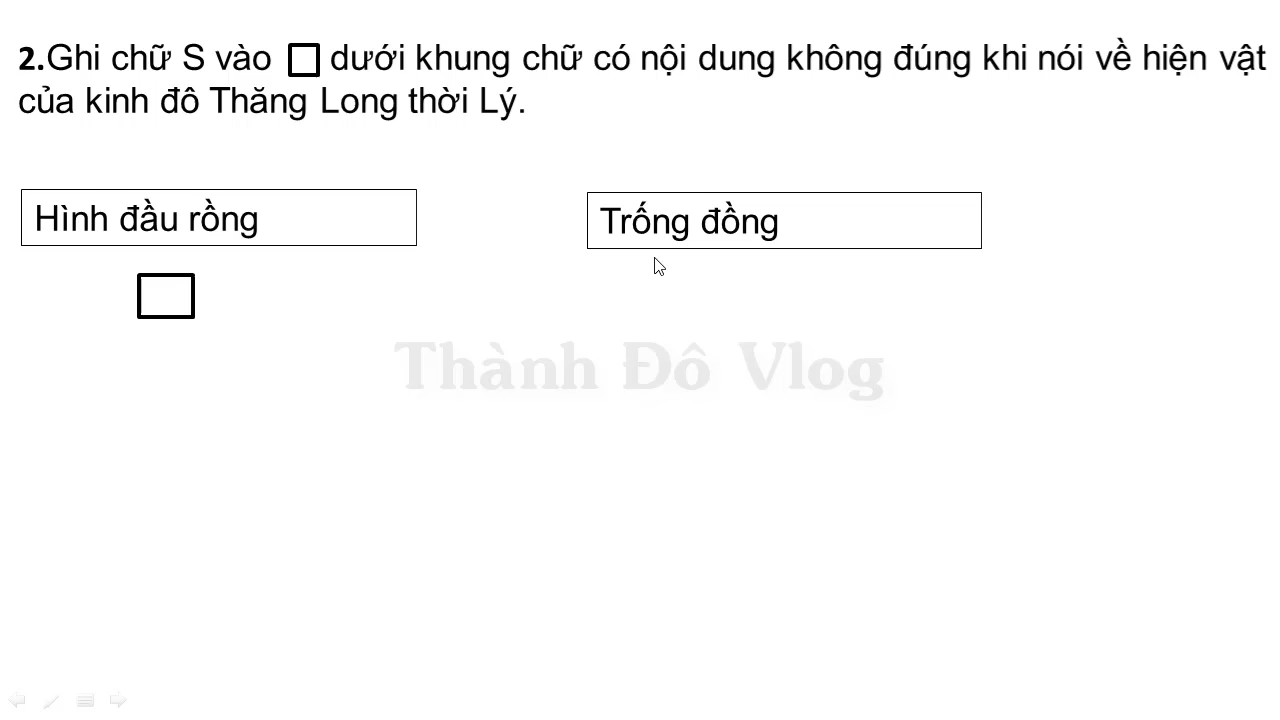 2.Ghi chữ S vào dưới khung chữ có nội dung không đúng khi nói về hiện vật
của kinh đô Thăng Long thời Lý.
Hình đầu rồng
Trống đồng
Thành Đô Vlog